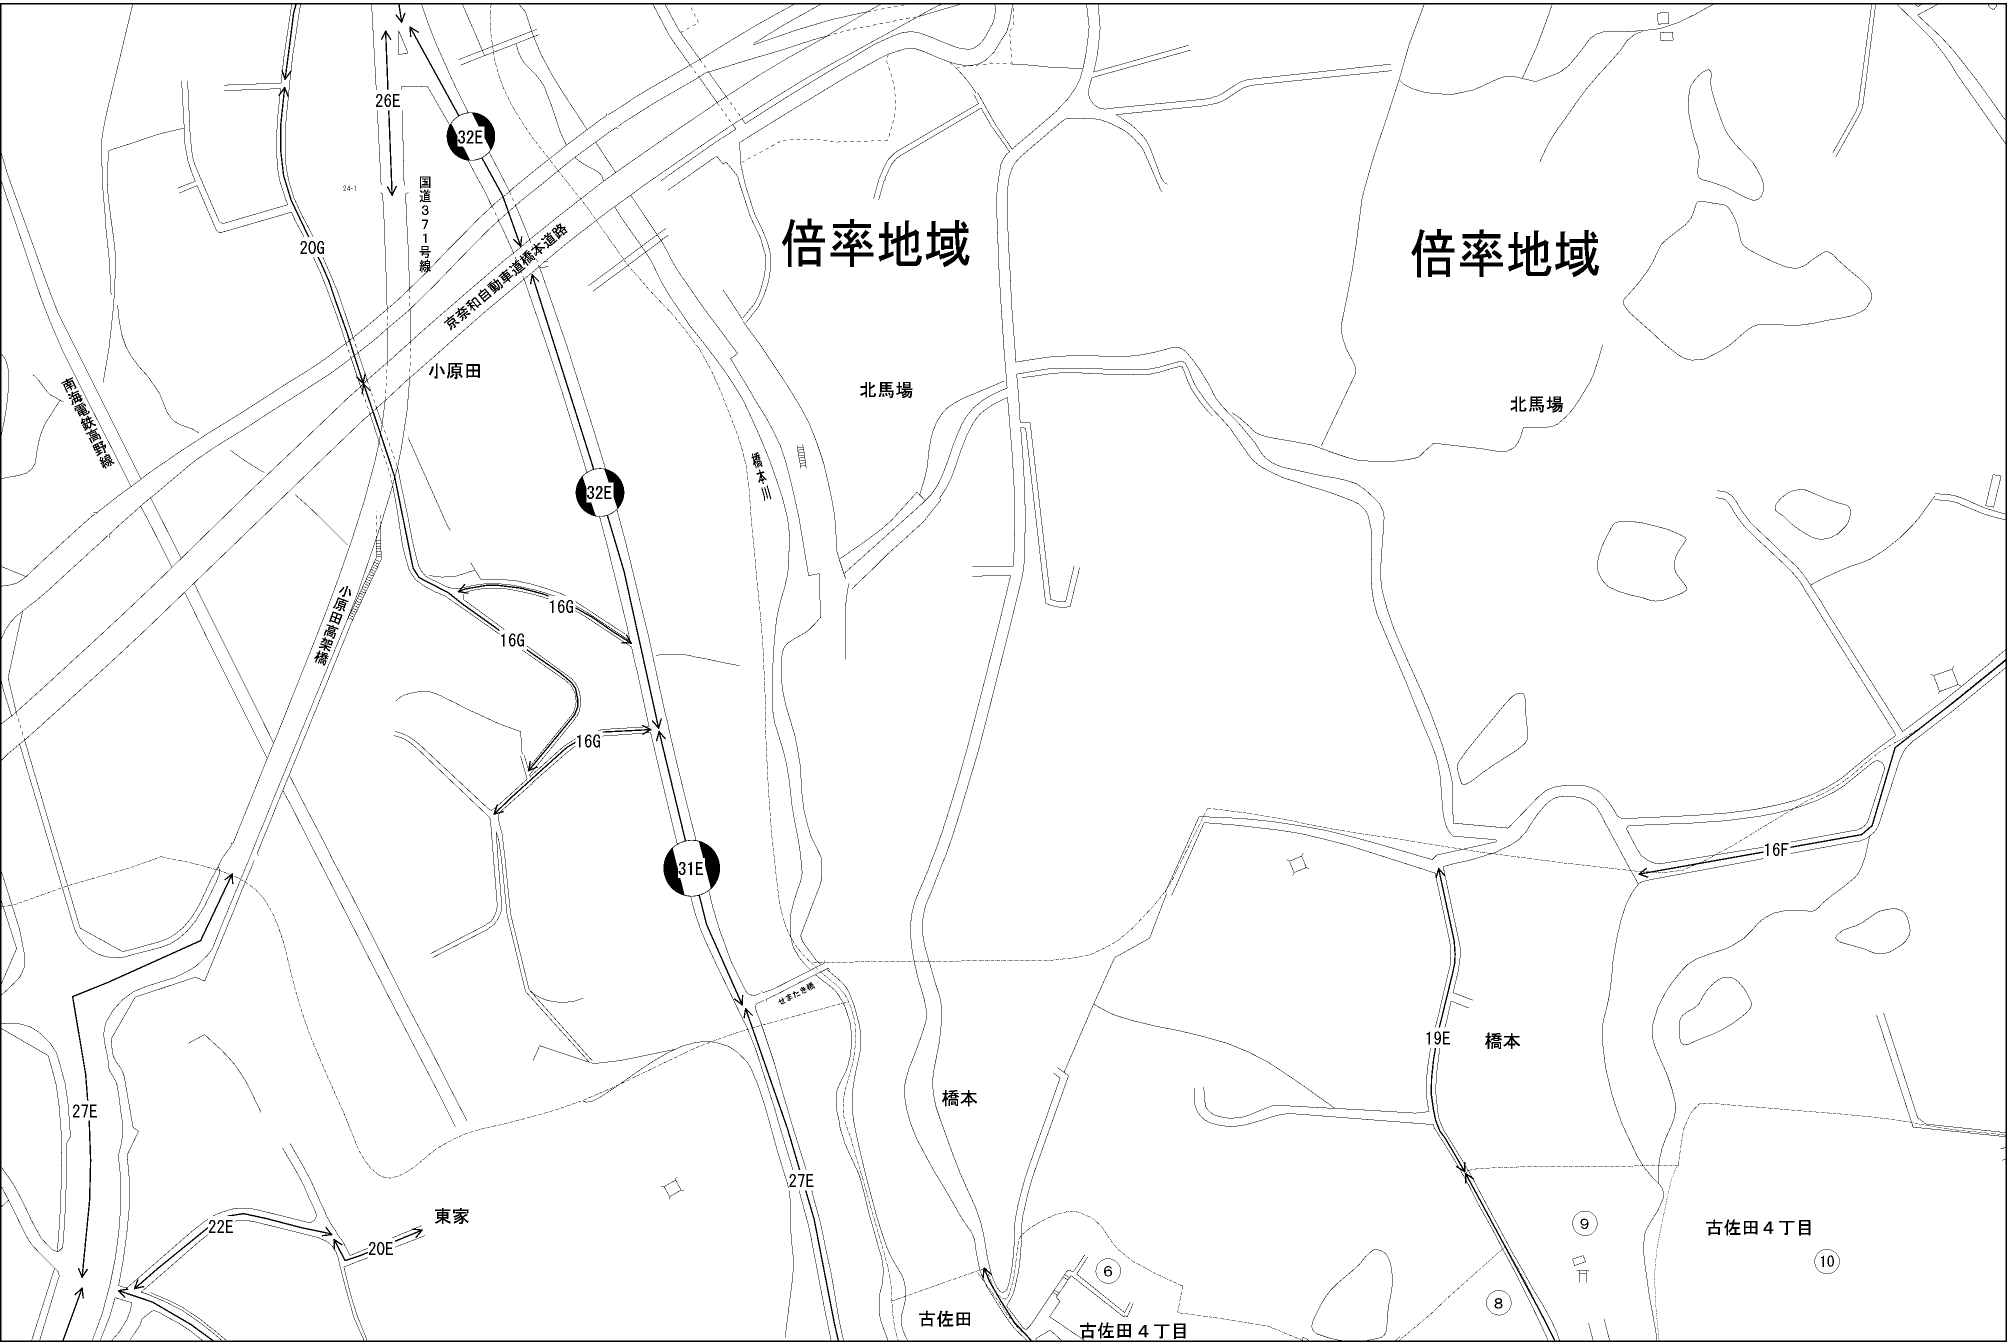 26E
32E
24-1
国道371号線
20G
京奈和自動車道橋本道路
倍率地域
倍率地域
小原田
南海電鉄高野線
北馬場
北馬場
橋本川
32E
小原田高架橋
16G
16G
16G
16F
31E
せまたき橋
19E
橋本
橋本
27E
27E
22E
20E
東家
⑨
古佐田4丁目
⑩
⑥
⑧
古佐田
古佐田4丁目